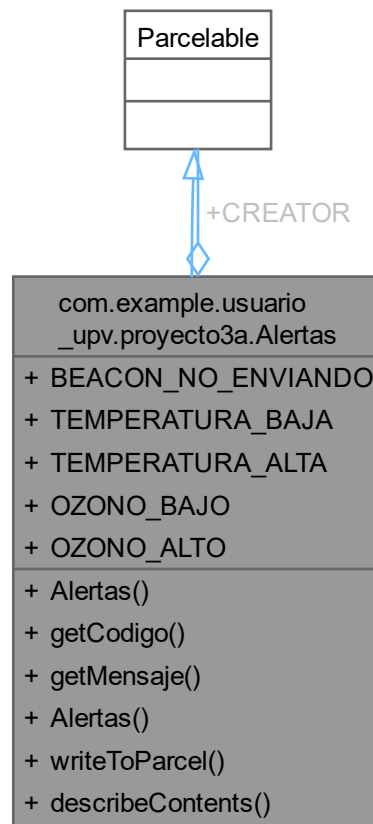 Parcelable
+CREATOR
com.example.usuario
_upv.proyecto3a.Alertas
+ BEACON_NO_ENVIANDO
+ TEMPERATURA_BAJA
+ TEMPERATURA_ALTA
+ OZONO_BAJO
+ OZONO_ALTO
+ Alertas()
+ getCodigo()
+ getMensaje()
+ Alertas()
+ writeToParcel()
+ describeContents()